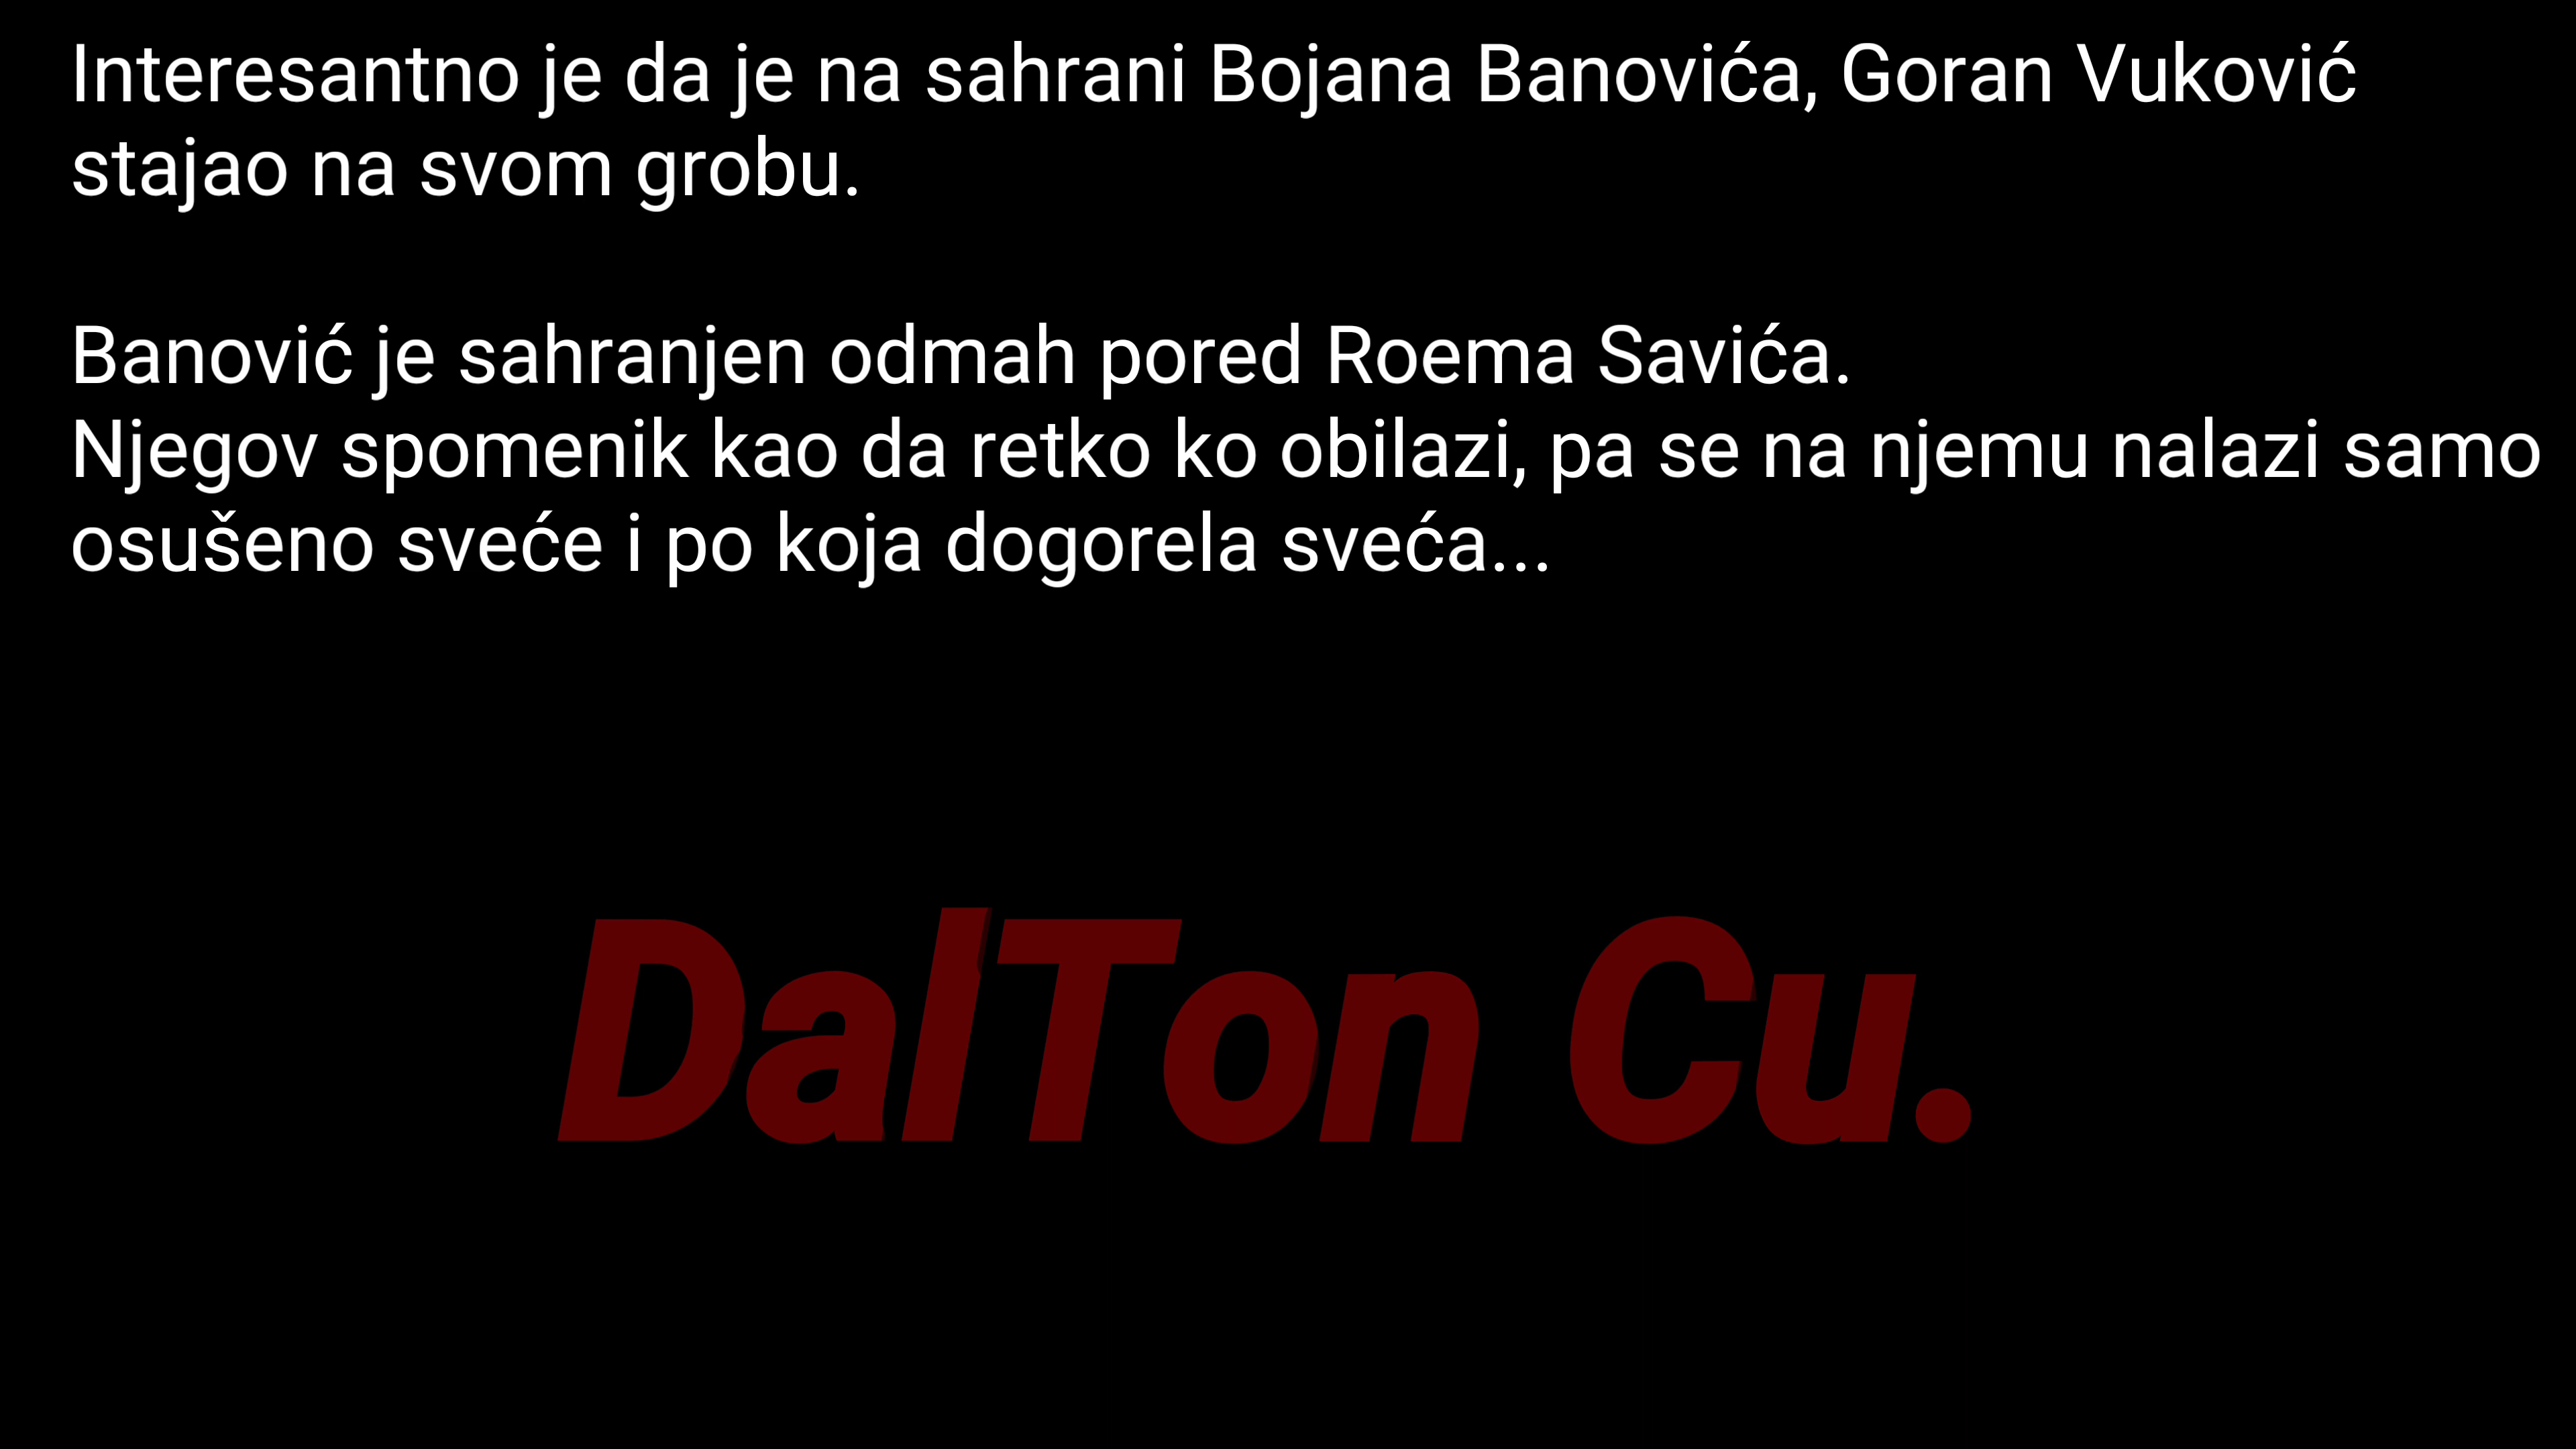 Interesantno je da je na sahrani Bojana Banovića, Goran Vuković
stajao na svom grobu.
Banović je sahranjen odmah pored Roema Savića.
Njegov spomenik kao da retko ko obilazi, pa se na njemu nalazi samo
osušeno sveće i po koja dogorela sveća...
DalTon Cu.